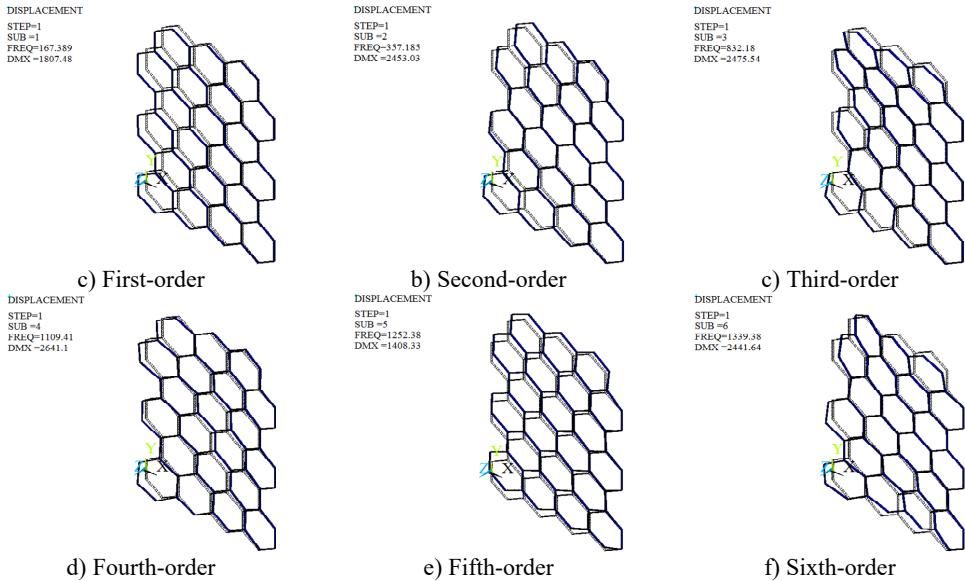 DISPLACEMENT
STEP=1
SUB =1
FREQ=167.389
DMX =1807.48
Y
Z
X
c) First-order
DISPLACEMENT
STEP=1
SUB =2
FREQ=357.183
DMX =2453.03
Y
Z
X
b) Second-order
DISPLACEMENT
STEP=1
SUB =3
FREQ=832.18
DMX =2475.54
Y
Z
X
c) Third-order
DISPLACEMENT
STEP=1
SUB =4
FREQ=1109.41
DMX =2641.1
Y
Z
X
d) Fourth-order
DISPLACEMENT
STEP=1
SUB =5
FREQ=1252.38
DMX =1408.33
Y
Z
X
e) Fifth-order
DISPLACEMENT
STEP=1
SUB =6
FREQ=1339.38
DMX =2441.64
Y
Z
X
f) Sixth-order